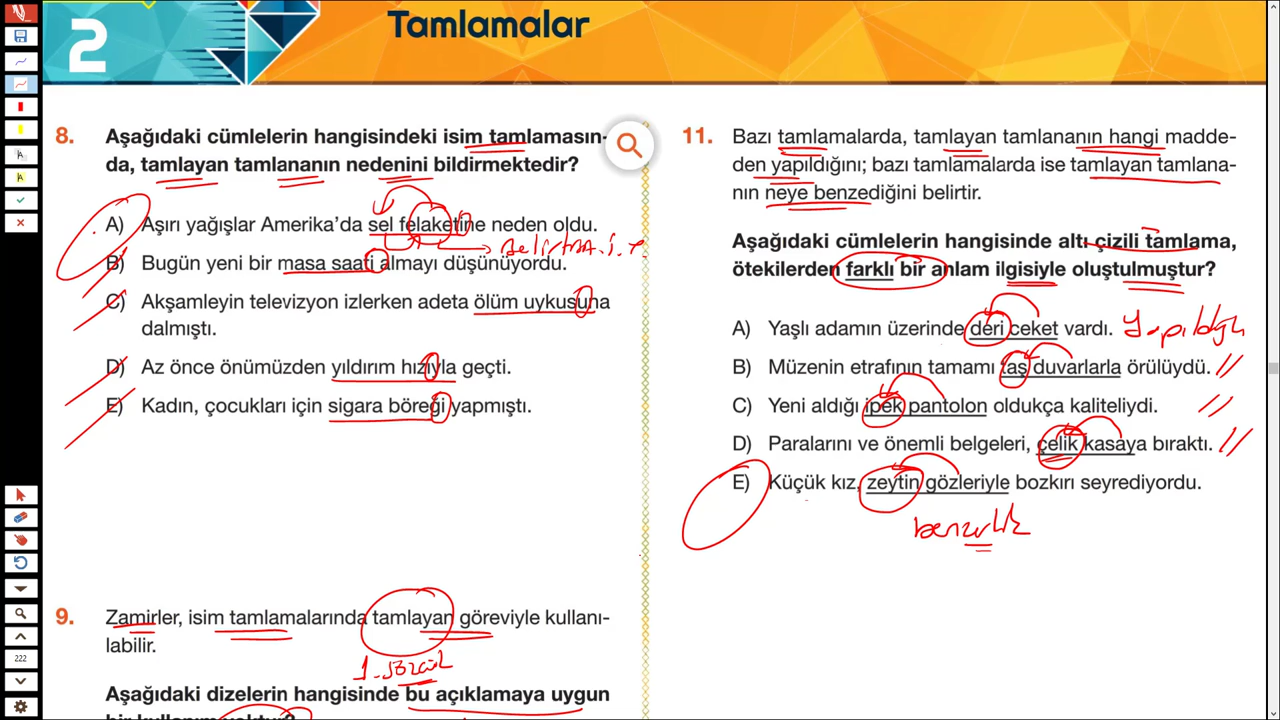 2
Tamlamalar
8. Aşağıdaki cümlelerin hangisindeki isim tamlamasın-
da, tamlayan tamlananın nedenini bildirmektedir?
A) Aşırı yağışlar Amerika'da sel felaketine neden oldu.
B) Bugün yeni bir masa saati almayı düşünüyordu.
C) Akşamleyin televizyon izlerken adeta ölüm uykusuna
dalmıştı.
D) Az önce önümüzden yıldırım hızıyla geçti.
E) Kadın, çocukları için sigara böreği yapmıştı.
9. Zamirler, isim tamlamalarında tamlayan göreviyle kullanı-
labilir.
1. sözcük
Aşağıdaki dizelerin hangisinde bu açıklamaya uygun
bir kullanım yoktur?
11. Bazı tamlamalarda, tamlayan tamlananın hangi madde-
den yapıldığını; bazı tamlamalarda ise tamlayan tamlana-
nın neye benzediğini belirtir.
Aşağıdaki cümlelerin hangisinde altı çizili tamlama,
ötekilerden farklı bir anlam ilgisiyle oluştulmuştur?
A) Yaşlı adamın üzerinde deri ceket vardı.
B) Müzenin etrafının tamamı taş duvarlarla örülüydü.
C) Yeni aldığı ipek pantolon oldukça kaliteliydi.
D) Paralarını ve önemli belgeleri, çelik kasaya bıraktı.
E) Küçük kız, zeytin gözleriyle bozkırı seyrediyordu.
benzerlik
222